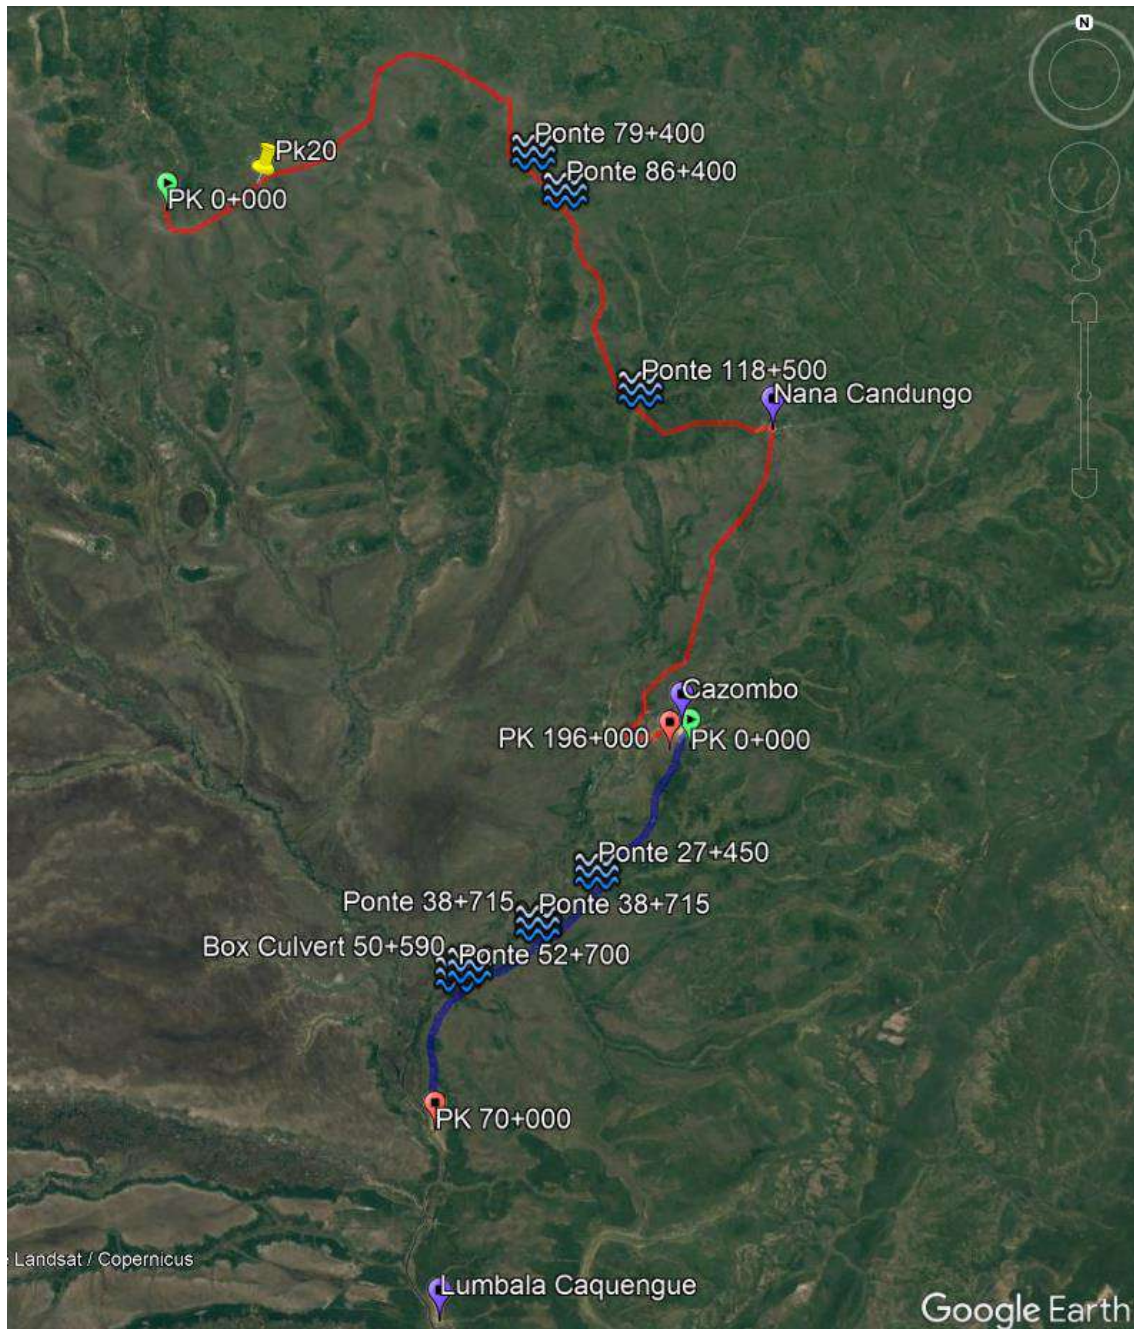 N
Ponte 79+400
Pk20
Ponte 86+400
PK 0+000
Ponte 118+500
Nana Candungo
Cazombo
PK 196+000
PK 0+000
Ponte 27+450
Ponte 38+715
Ponte 38+715
Box Culvert 50+590
Ponte 52+700
PK 70+000
Landsat / Copernicus
Lumbala Caquengue
Google Earth